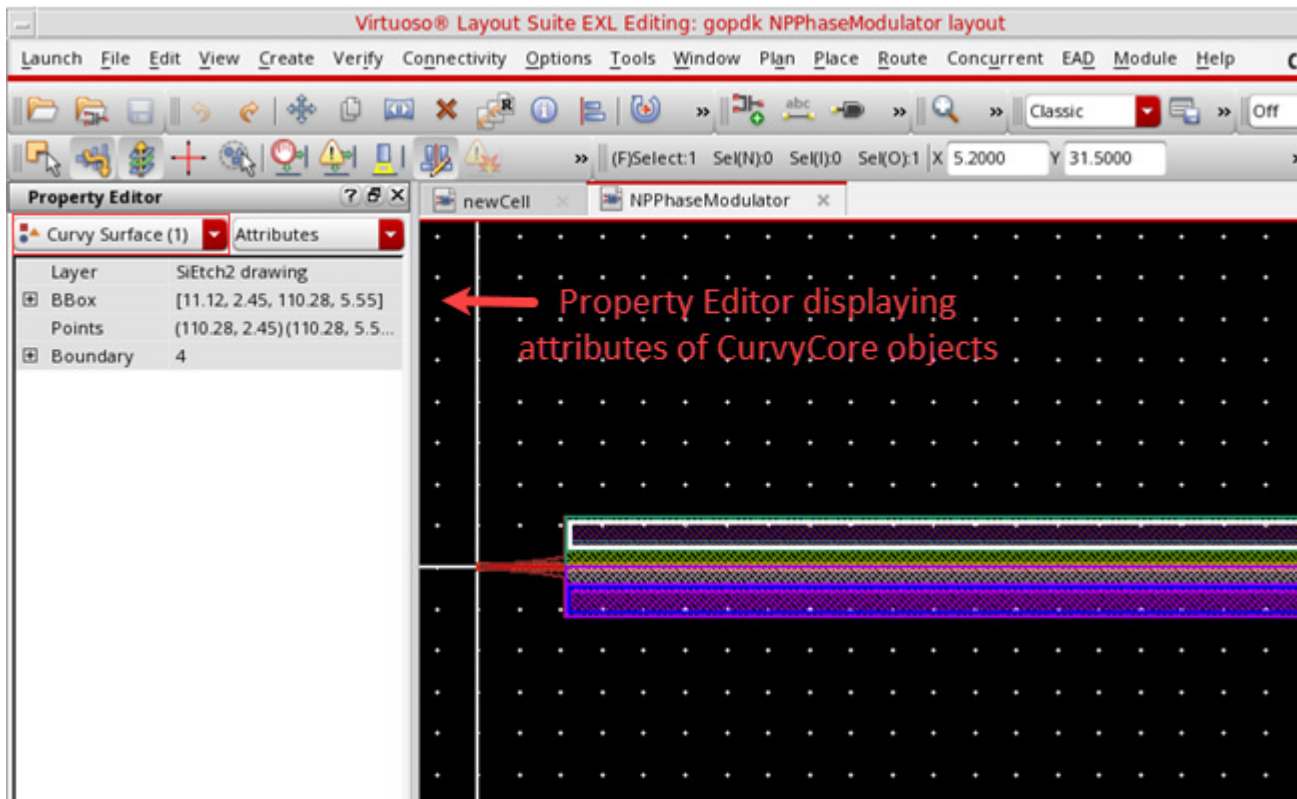 Virtuoso® Layout Suite EXL Editing: gopdk NPPhaseModulator layout
Launch File Edit View Create Verify Connectivity Options Tools Window Plan Place Route Concurrent EAD Module Help
R » abc » » Classic » Off
» (F)Select:1 Sel(N):0 Sel(I):0 Sel(O):1 X 5.2000 Y 31.5000
Property Editor ? X
newCell NPPhaseModulator
Curvy Surface (1) Attributes
Layer SiEtch2 drawing
BBox [11.12, 2.45, 110.28, 5.55]
Points (110.28, 2.45) (110.28, 5.5...
Boundary 4
Property Editor displaying
attributes of CurvyCore objects